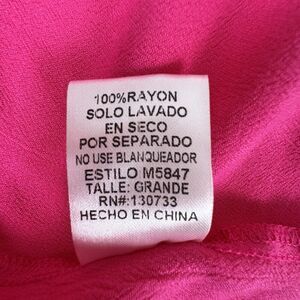 100%RAYON
SOLO LAVADO
EN SECO
POR SEPARADO
NO USE BLANQUEADOR
ESTILO M5847
TALLE: GRANDE
RN#:130733
HECHO EN CHINA